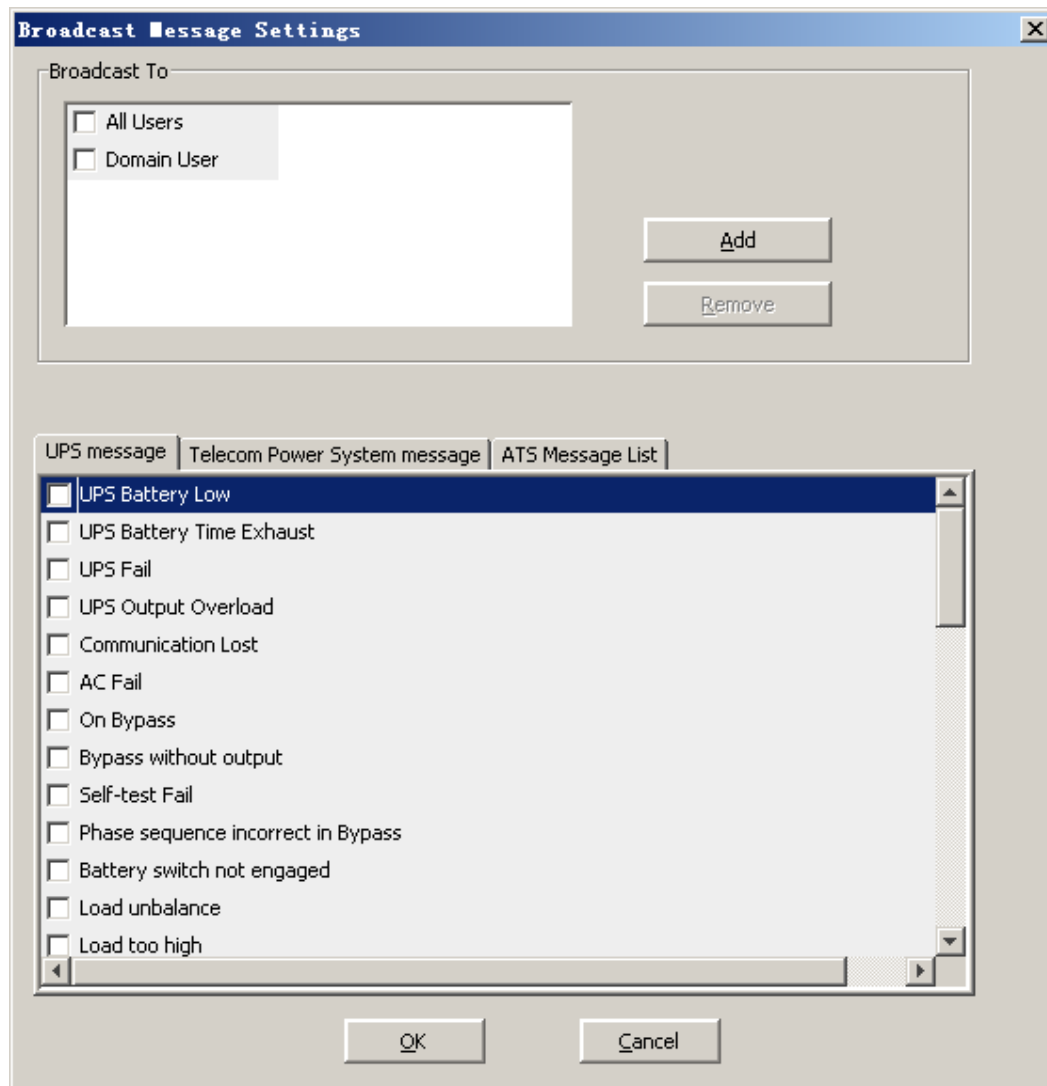 Broadcast Message Settings
Broadcast To
All Users
Domain User
Add
Remove
UPS message
Telecom Power System message
ATS Message List
UPS Battery Low
UPS Battery Time Exhaust
UPS Fail
UPS Output Overload
Communication Lost
AC Fail
On Bypass
Bypass without output
Self-test Fail
Phase sequence incorrect in Bypass
Battery switch not engaged
Load unbalance
Load too high
OK
Cancel